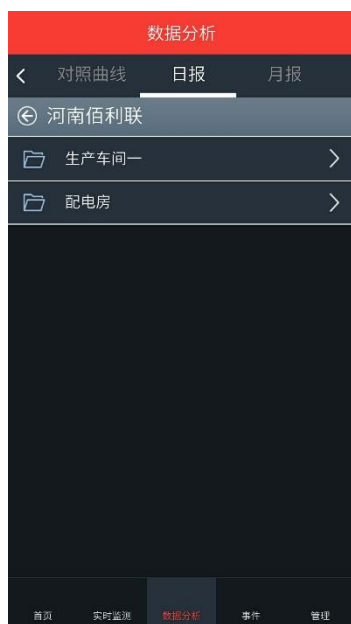 数据分析
对照曲线 日报 月报
河南佰利联
生产车间一
配电房
首页 实时监测 数据分析 事件 管理